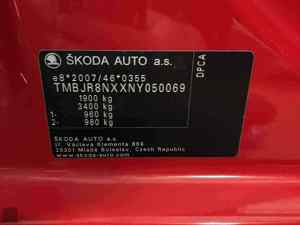 ŠKODA AUTO a.s.
DPCA
e8*2007/46*0355
TMBJR8NXXNY050069
1900 kg
3400 kg
1- 960 kg
2- 980 kg
ŠKODA AUTO a.s.
tř. Václava Klementa 869
29301 Mladá Boleslav, Czech Republic
www.skoda-auto.com